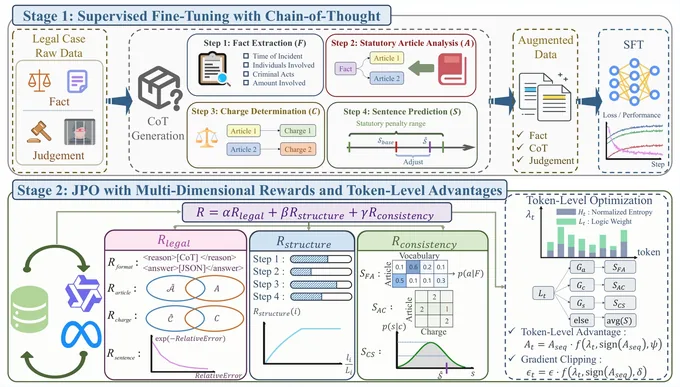 Stage 1: Supervised Fine-Tuning with Chain-of-Thought
Legal Case
Raw Data
Fact
Judgement
CoT
Generation
Step 1: Fact Extraction (F)
Time of Incident
Individuals Involved
Criminal Acts
Amount Involved
Step 2: Statutory Article Analysis (A)
Fact
Article 1
Article 2
Step 3: Charge Determination (C)
Article 1
Charge 1
Article 2
Charge 2
Step 4: Sentence Prediction (S)
Statutory penalty range
S_base
δ
Adjust
Augmented
Data
✓ Fact
✓ CoT
✓ Judgement
SFT
Loss / Performance
Step
Stage 2: JPO with Multi-Dimensional Rewards and Token-Level Advantages
R = αR_legal + βR_structure + γR_consistency
R_legal
R_format: <reason>[CoT] </reason>
<answer>[JSON]</answer>
R_article
Â
A
R_charge
Ĉ
C
R_sentence
exp(−RelativeError)
RelativeError
R_structure
Step 1 :
Step 2 :
Step 3 :
Step 4 :
R_structure(i)
l_i
L_i
R_consistency
Vocabulary
S_FA:
Article
0.1 0.6 0.2 0.1
0.5 0.1 0.1 0.3
p(a|F)
S_AC:
Article
2
2 1
2
Charge
p(s|c)
S_CS:
δ
s
Token-Level Optimization
λ_t
H_t : Normalized Entropy
L_t : Logic Weight
token
L_t
G_a
S_FA
G_c
S_AC
G_s
S_CS
else
avg(S)
✓ Token-Level Advantage :
A_t = A_seq · f(λ_t, sign(A_seq), ψ)
✓ Gradient Clipping :
ϵ_t = ϵ · f(λ_t, sign(A_seq), δ)